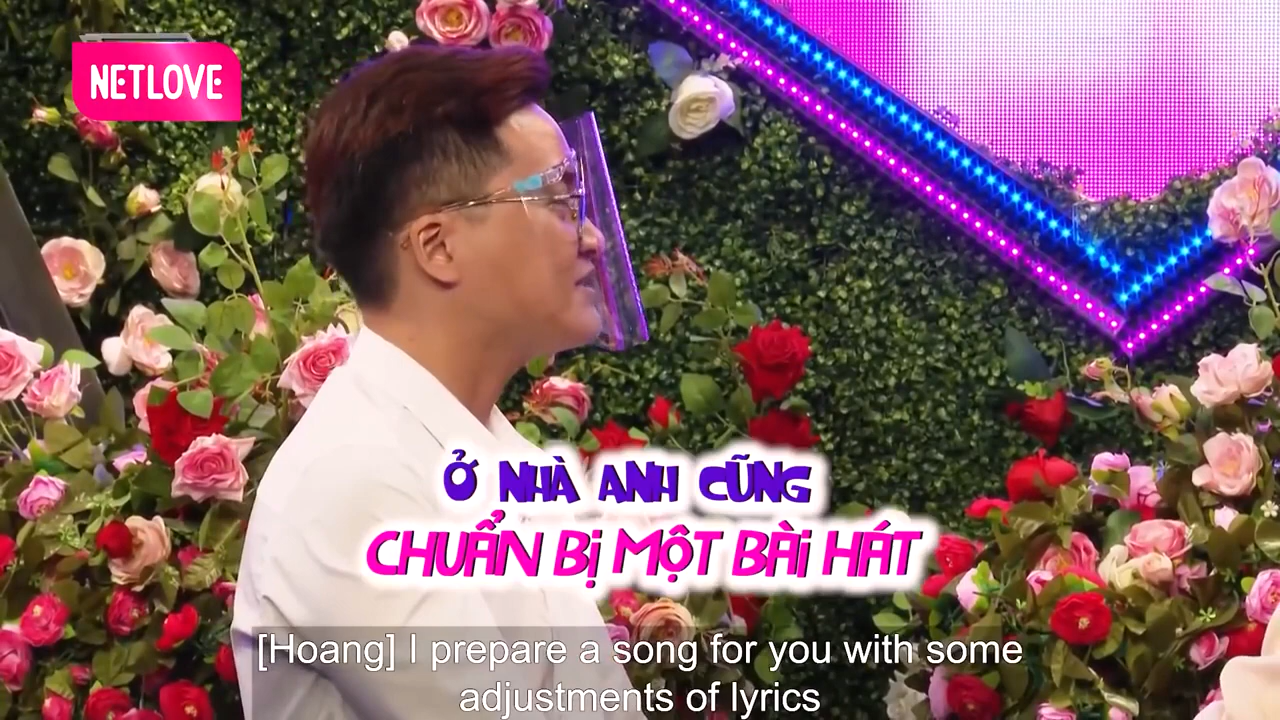 NETLOVE
Ở NHÀ ANH CŨNG
CHUẨN BỊ MỘT BÀI HÁT
[Hoang] I prepare a song for you with some
adjustments of lyrics